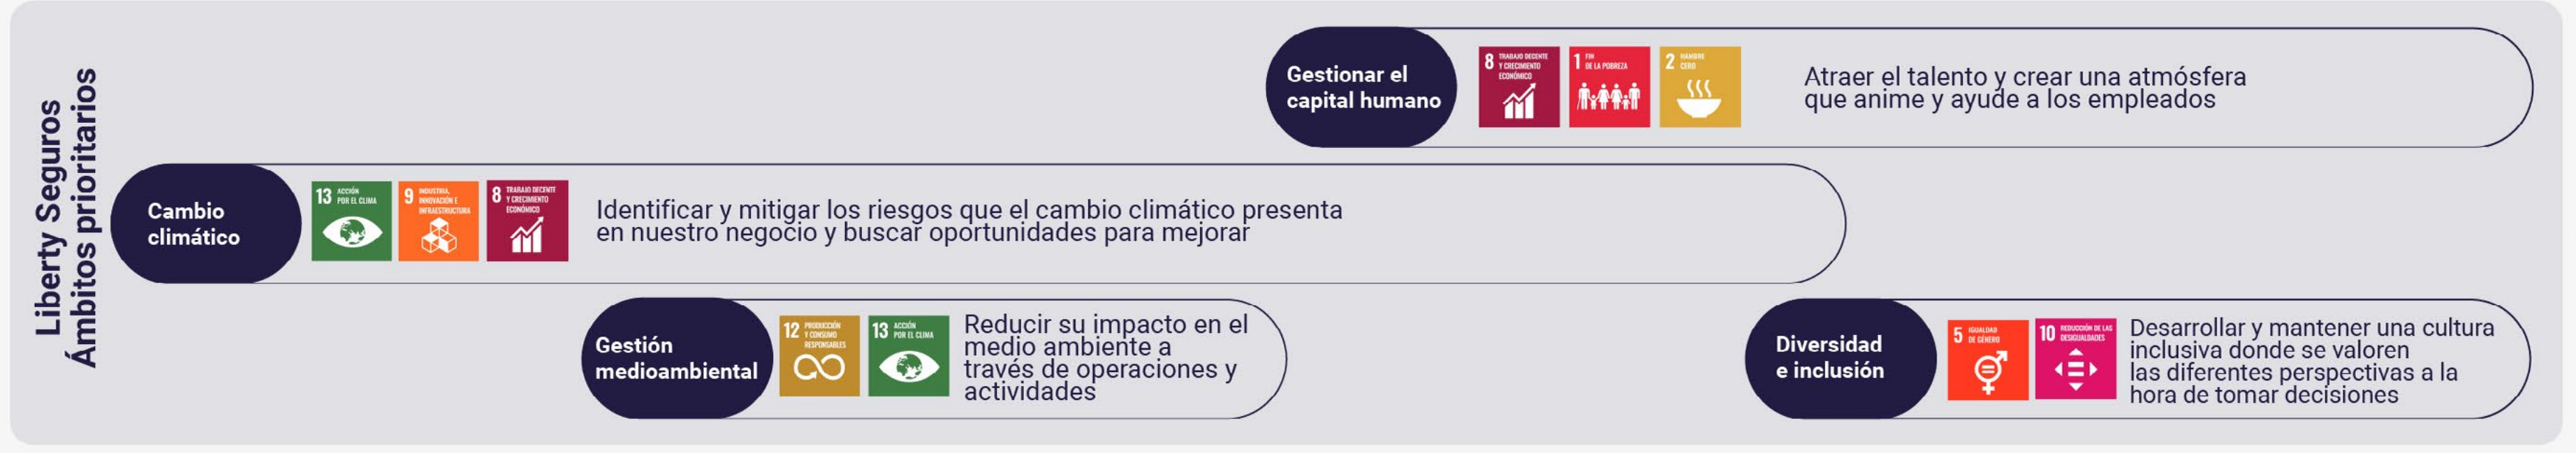 Liberty Seguros
Ámbitos prioritarios
Gestionar el
capital humano
8 TRABAJO DECENTE
Y CRECIMIENTO
ECONÓMICO
1 FIN
DE LA POBREZA
2 HAMBRE
CERO
Atraer el talento y crear una atmósfera
que anime y ayude a los empleados
Cambio
climático
13 ACCIÓN
POR EL CLIMA
9 INDUSTRIA,
INNOVACIÓN E
INFRAESTRUCTURA
8 TRABAJO DECENTE
Y CRECIMIENTO
ECONÓMICO
Identificar y mitigar los riesgos que el cambio climático presenta
en nuestro negocio y buscar oportunidades para mejorar
Gestión
medioambiental
12 PRODUCCIÓN
Y CONSUMO
RESPONSABLES
13 ACCIÓN
POR EL CLIMA
Reducir su impacto en el
medio ambiente a
través de operaciones y
actividades
Diversidad
e inclusión
5 IGUALDAD
DE GÉNERO
10 REDUCCIÓN DE LAS
DESIGUALDADES
Desarrollar y mantener una cultura
inclusiva donde se valoren
las diferentes perspectivas a la
hora de tomar decisiones